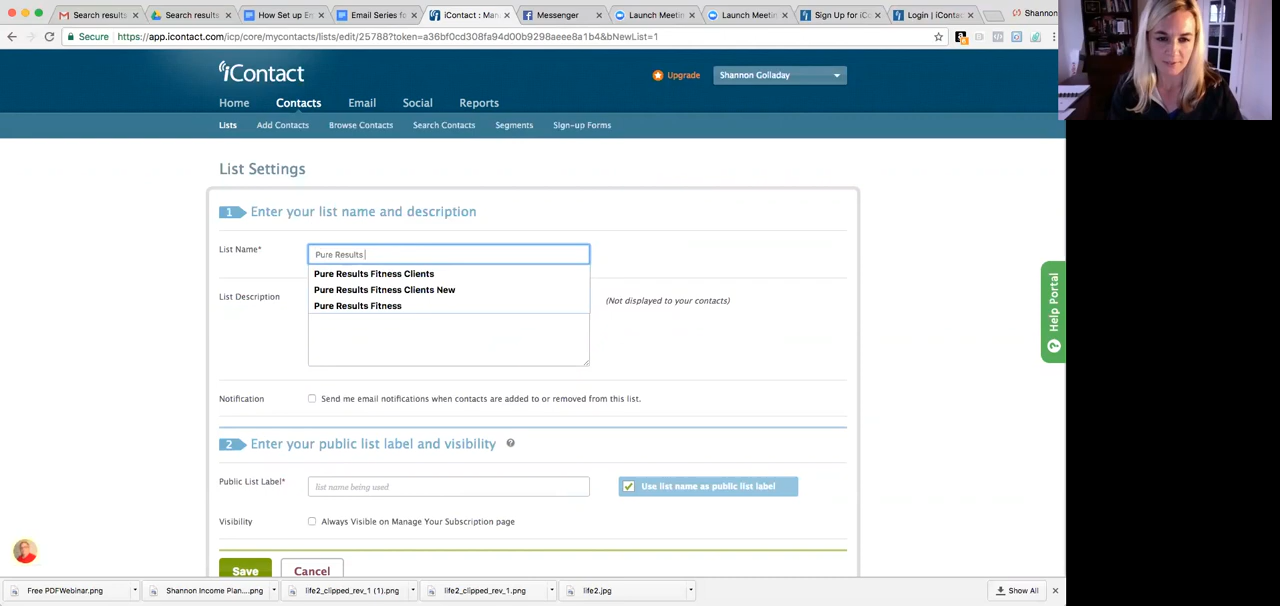 Search results
Search results
How Set up En
Email Series fo
iContact : Man
Messenger
Launch Meetin
Launch Meetin
Sign Up for iC
Login | iContac
Shannon
Secure
https://app.icontact.com/icp/core/mycontacts/lists/edit/25788?token=a36bf0cd308fa94d00b9298aeee8a1b4&bNewList=1
iContact
Upgrade
Shannon Golladay
Home Contacts Email Social Reports
Lists Add Contacts Browse Contacts Search Contacts Segments Sign-up Forms
List Settings
1 Enter your list name and description
List Name*
Pure Results
Pure Results Fitness Clients
Pure Results Fitness Clients New
Pure Results Fitness
List Description
(Not displayed to your contacts)
Notification
Send me email notifications when contacts are added to or removed from this list.
2 Enter your public list label and visibility ?
Public List Label*
list name being used
Use list name as public list label
Visibility
Always Visible on Manage Your Subscription page
Save
Cancel
Help Portal
Free PDFWebinar.png
Shannon Income Plan....png
life2_clipped_rev_1 (1).png
life2_clipped_rev_1.png
life2.jpg
Show All